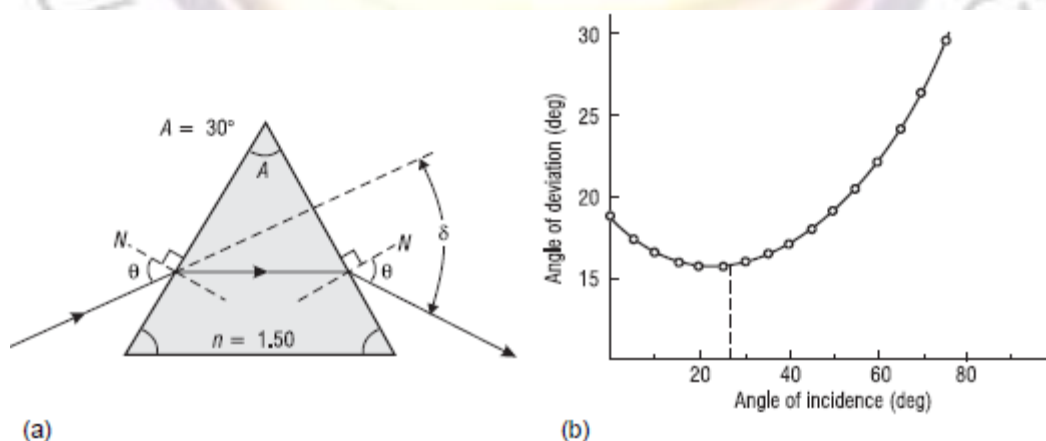 A = 30°
A
N
N
θ
θ
δ
n = 1.50
(a)
30
25
20
15
Angle of deviation (deg)
20 40 60 80
Angle of incidence (deg)
(b)